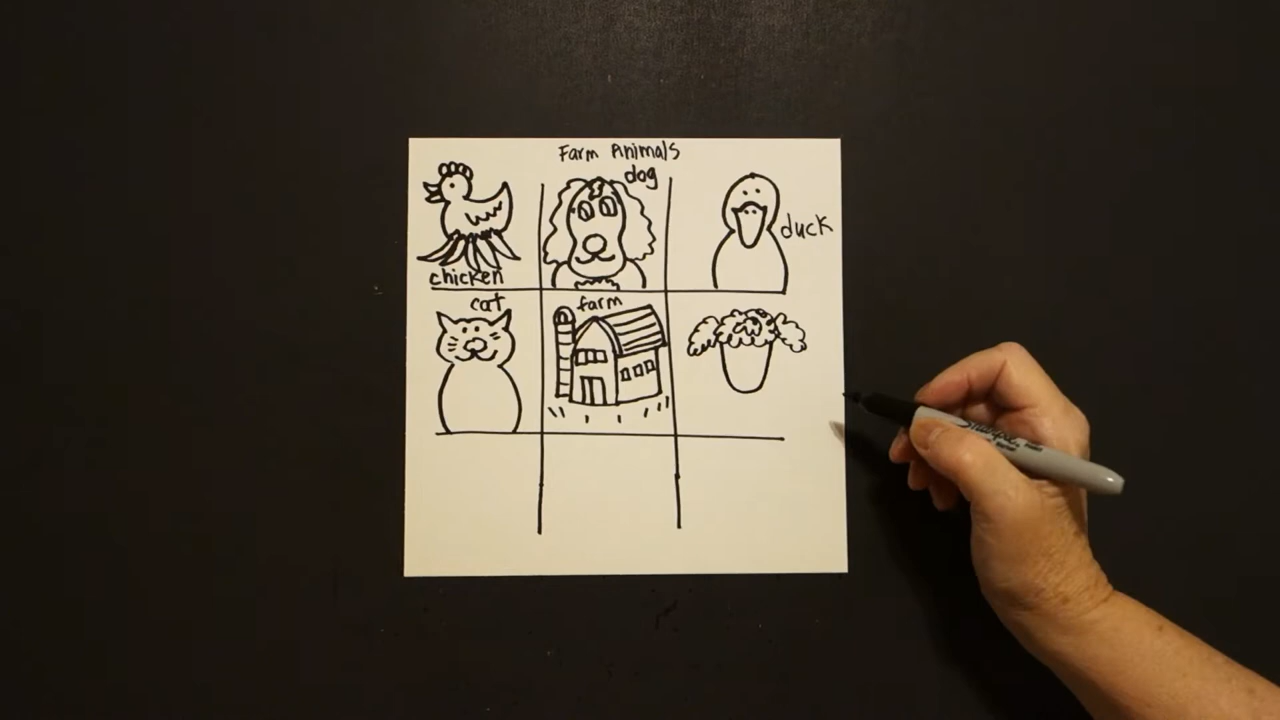 Farm Animals
dog
duck
chicken
cat
farm
Sharpie